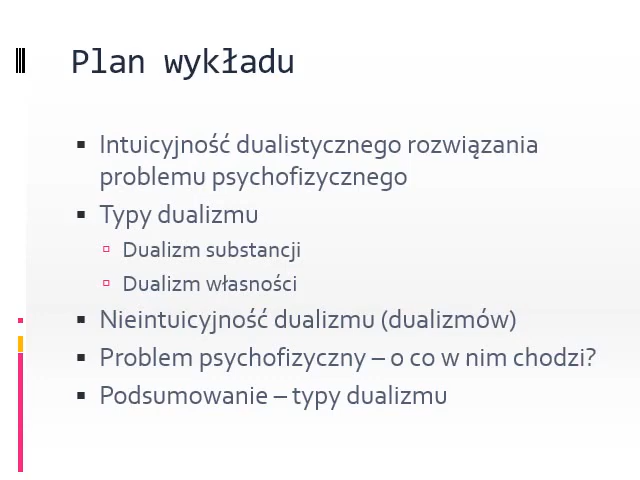 Plan wykładu
Intuicyjność dualistycznego rozwiązania
problemu psychofizycznego
Typy dualizmu
Dualizm substancji
Dualizm własności
Nieintuicyjność dualizmu (dualizmów)
Problem psychofizyczny – o co w nim chodzi?
Podsumowanie – typy dualizmu